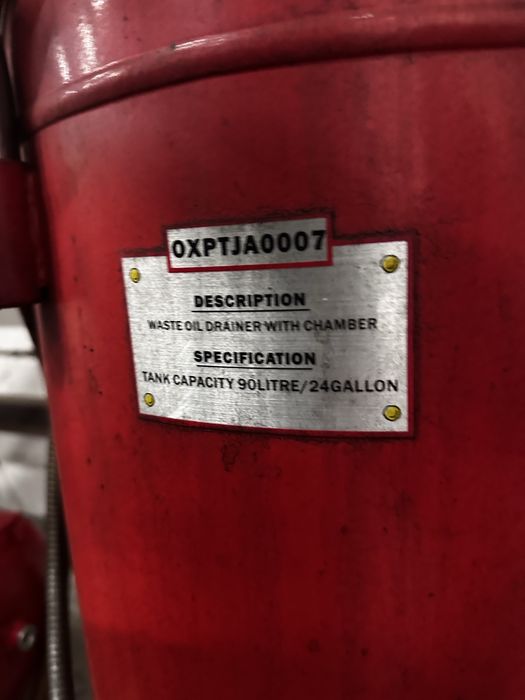 OXPTJA0007
DESCRIPTION
WASTE OIL DRAINER WITH CHAMBER
SPECIFICATION
TANK CAPACITY 90LITRE/24GALLON